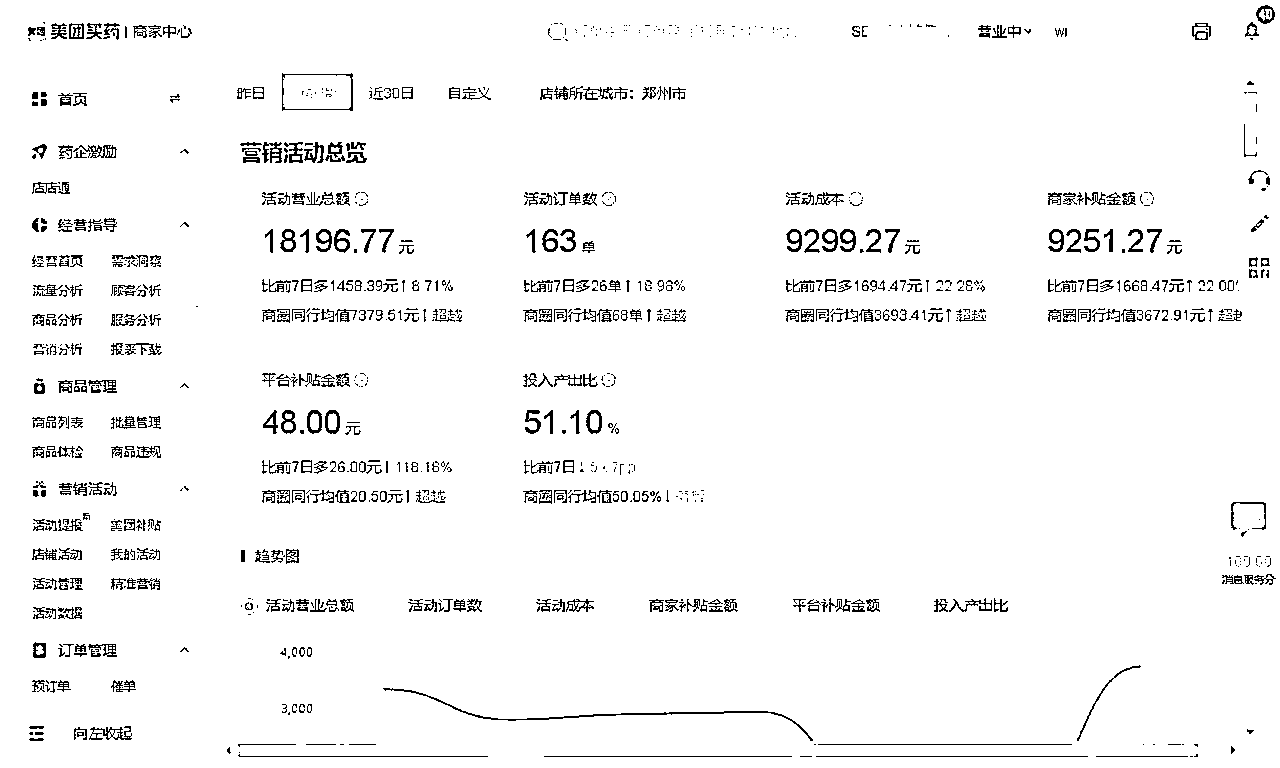 美团买药 | 商家中心
营业中
40
首页
药企激励
店店通
经营指导
经营首页 需求洞察
流量分析 顾客分析
商品分析 服务分析
营销分析 报表下载
商品管理
商品列表 批量管理
商品体检 商品违规
营销活动
活动提报 美团补贴
店铺活动 我的活动
活动管理 精准营销
活动数据
订单管理
预订单 催单
向左收起
昨日 近30日 自定义 店铺所在城市：郑州市
营销活动总览
活动营业总额 活动订单数 活动成本 商家补贴金额
18196.77元 163单 9299.27元 9251.27元
比前7日多1458.39元↑8.71% 比前7日多26单↑18.98% 比前7日多1694.47元↑22.28% 比前7日多1668.47元↑22.00%
商圈同行均值7379.51元↑超越 商圈同行均值68单↑超越 商圈同行均值3693.41元↑超越 商圈同行均值3672.91元↑超越
平台补贴金额 投入产出比
48.00元 51.10%
比前7日多26.00元↑118.18% 比前7日
商圈同行均值20.50元↑超越 商圈同行均值50.05%
趋势图
活动营业总额 活动订单数 活动成本 商家补贴金额 平台补贴金额 投入产出比
4,000
3,000
100.00
消息服务分